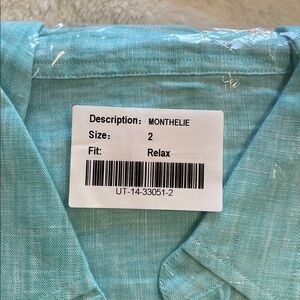 Description: MONTHELIE
Size: 2
Fit: Relax
UT-14-33051-2